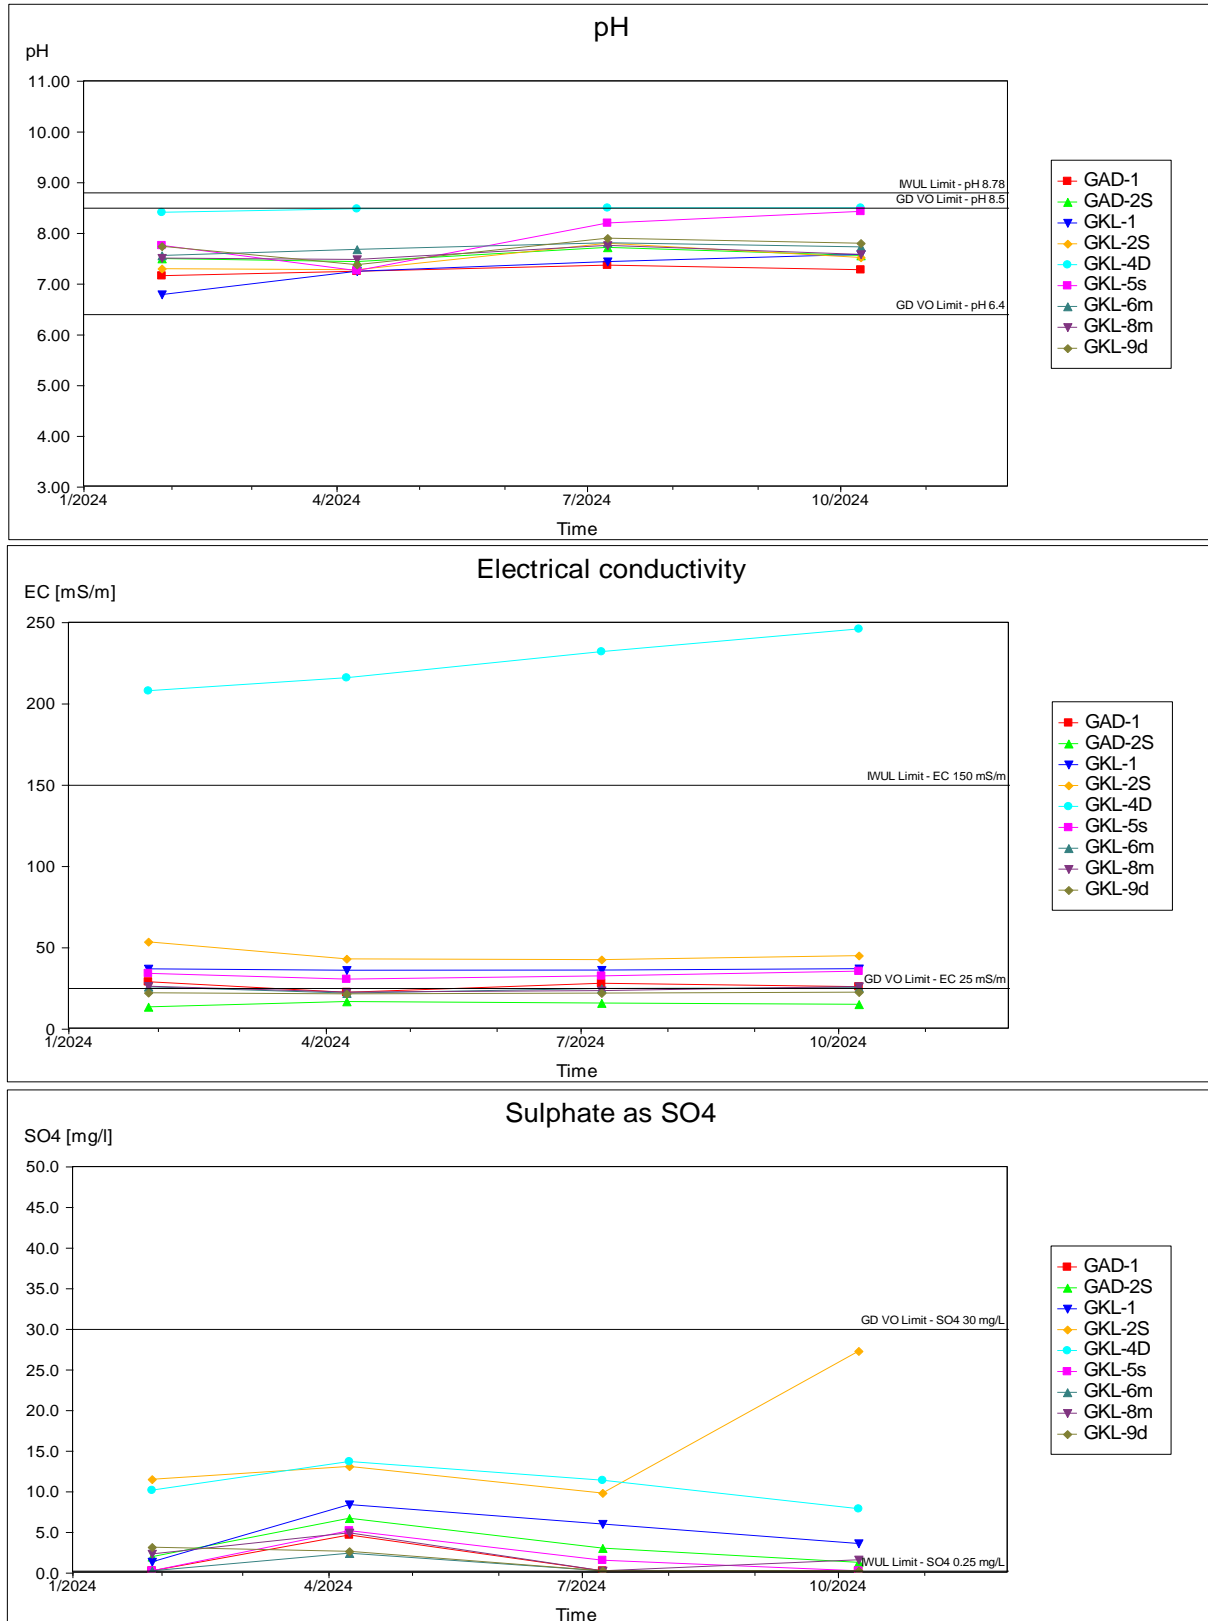 pH
pH
11.00
10.00
9.00
8.00
7.00
6.00
5.00
4.00
3.00
IWUL Limit - pH 8.78
GD VO Limit - pH 8.5
GD VO Limit - pH 6.4
1/2024 4/2024 7/2024 10/2024
Time
GAD-1
GAD-2S
GKL-1
GKL-2S
GKL-4D
GKL-5s
GKL-6m
GKL-8m
GKL-9d
Electrical conductivity
EC [mS/m]
250
200
150
100
50
0
IWUL Limit - EC 150 mS/m
GD VO Limit - EC 25 mS/m
1/2024 4/2024 7/2024 10/2024
Time
GAD-1
GAD-2S
GKL-1
GKL-2S
GKL-4D
GKL-5s
GKL-6m
GKL-8m
GKL-9d
Sulphate as SO4
SO4 [mg/l]
50.0
45.0
40.0
35.0
30.0
25.0
20.0
15.0
10.0
5.0
0.0
GD VO Limit - SO4 30 mg/L
IWUL Limit - SO4 0.25 mg/L
1/2024 4/2024 7/2024 10/2024
Time
GAD-1
GAD-2S
GKL-1
GKL-2S
GKL-4D
GKL-5s
GKL-6m
GKL-8m
GKL-9d